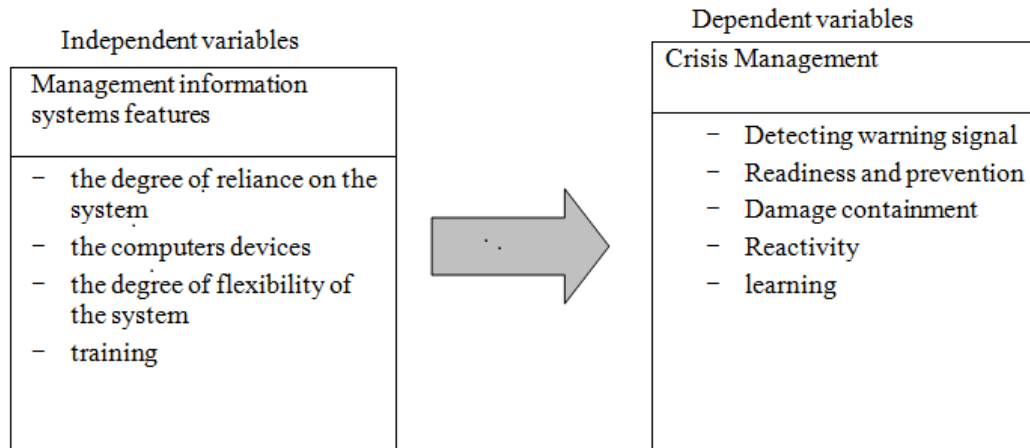 Independent variables
Management information
systems features
– the degree of reliance on the
system
– the computers devices
– the degree of flexibility of
the system
– training
Dependent variables
Crisis Management
– Detecting warning signal
– Readiness and prevention
– Damage containment
– Reactivity
– learning